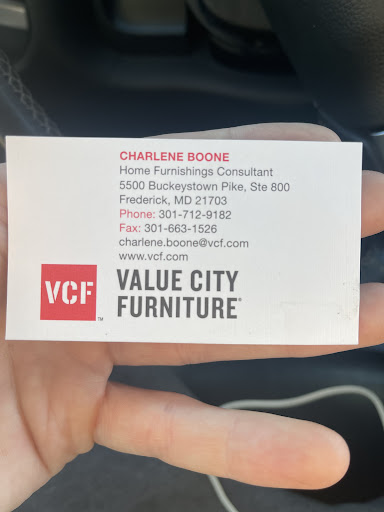 CHARLENE BOONE
Home Furnishings Consultant
5500 Buckeystown Pike, Ste 800
Frederick, MD 21703
Phone: 301-712-9182
Fax: 301-663-1526
charlene.boone@vcf.com
www.vcf.com
VCF™
VALUE CITY
FURNITURE®